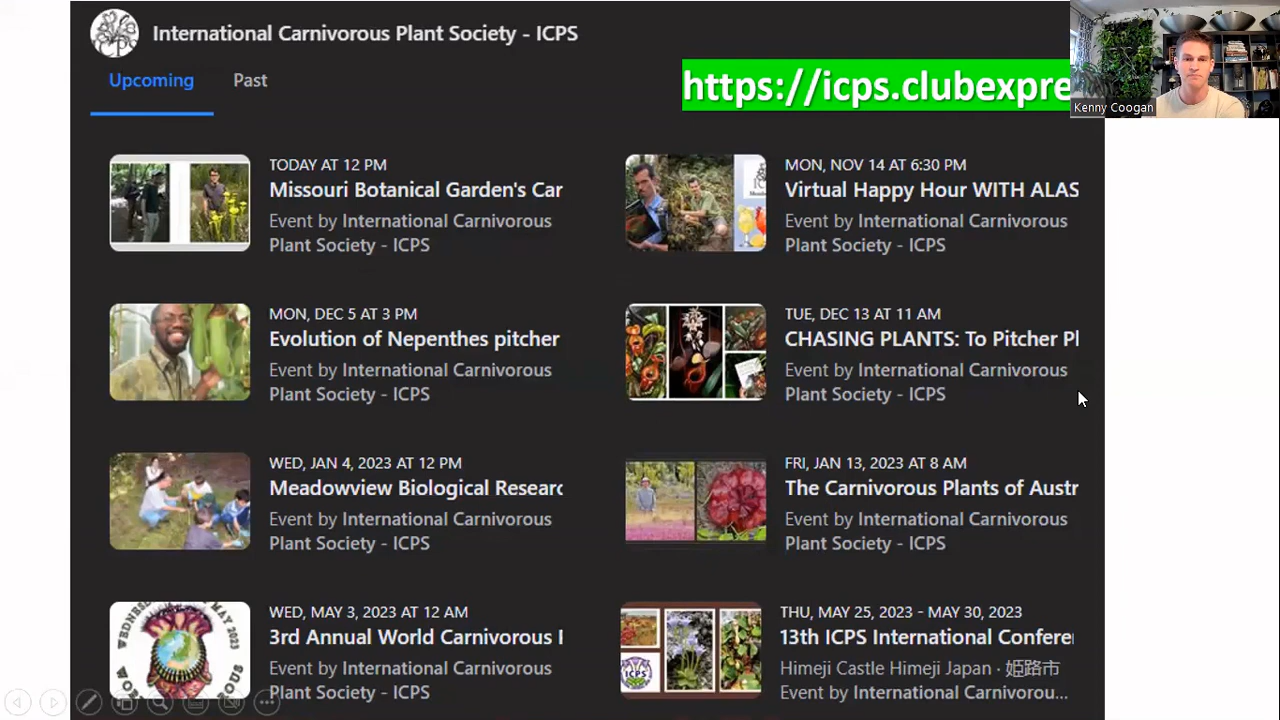 International Carnivorous Plant Society - ICPS
Upcoming
Past
https://icps.clubexpre
Kenny Coogan
TODAY AT 12 PM
Missouri Botanical Garden's Car
Event by International Carnivorous
Plant Society - ICPS
MON, NOV 14 AT 6:30 PM
Virtual Happy Hour WITH ALAS
Event by International Carnivorous
Plant Society - ICPS
MON, DEC 5 AT 3 PM
Evolution of Nepenthes pitcher
Event by International Carnivorous
Plant Society - ICPS
TUE, DEC 13 AT 11 AM
CHASING PLANTS: To Pitcher Pl
Event by International Carnivorous
Plant Society - ICPS
WED, JAN 4, 2023 AT 12 PM
Meadowview Biological Researc
Event by International Carnivorous
Plant Society - ICPS
FRI, JAN 13, 2023 AT 8 AM
The Carnivorous Plants of Austr
Event by International Carnivorous
Plant Society - ICPS
WED, MAY 3, 2023 AT 12 AM
3rd Annual World Carnivorous
Event by International Carnivorous
Plant Society - ICPS
THU, MAY 25, 2023 - MAY 30, 2023
13th ICPS International Conferen
Himeji Castle Himeji Japan · 姫路市
Event by International Carnivorou...
ICPS